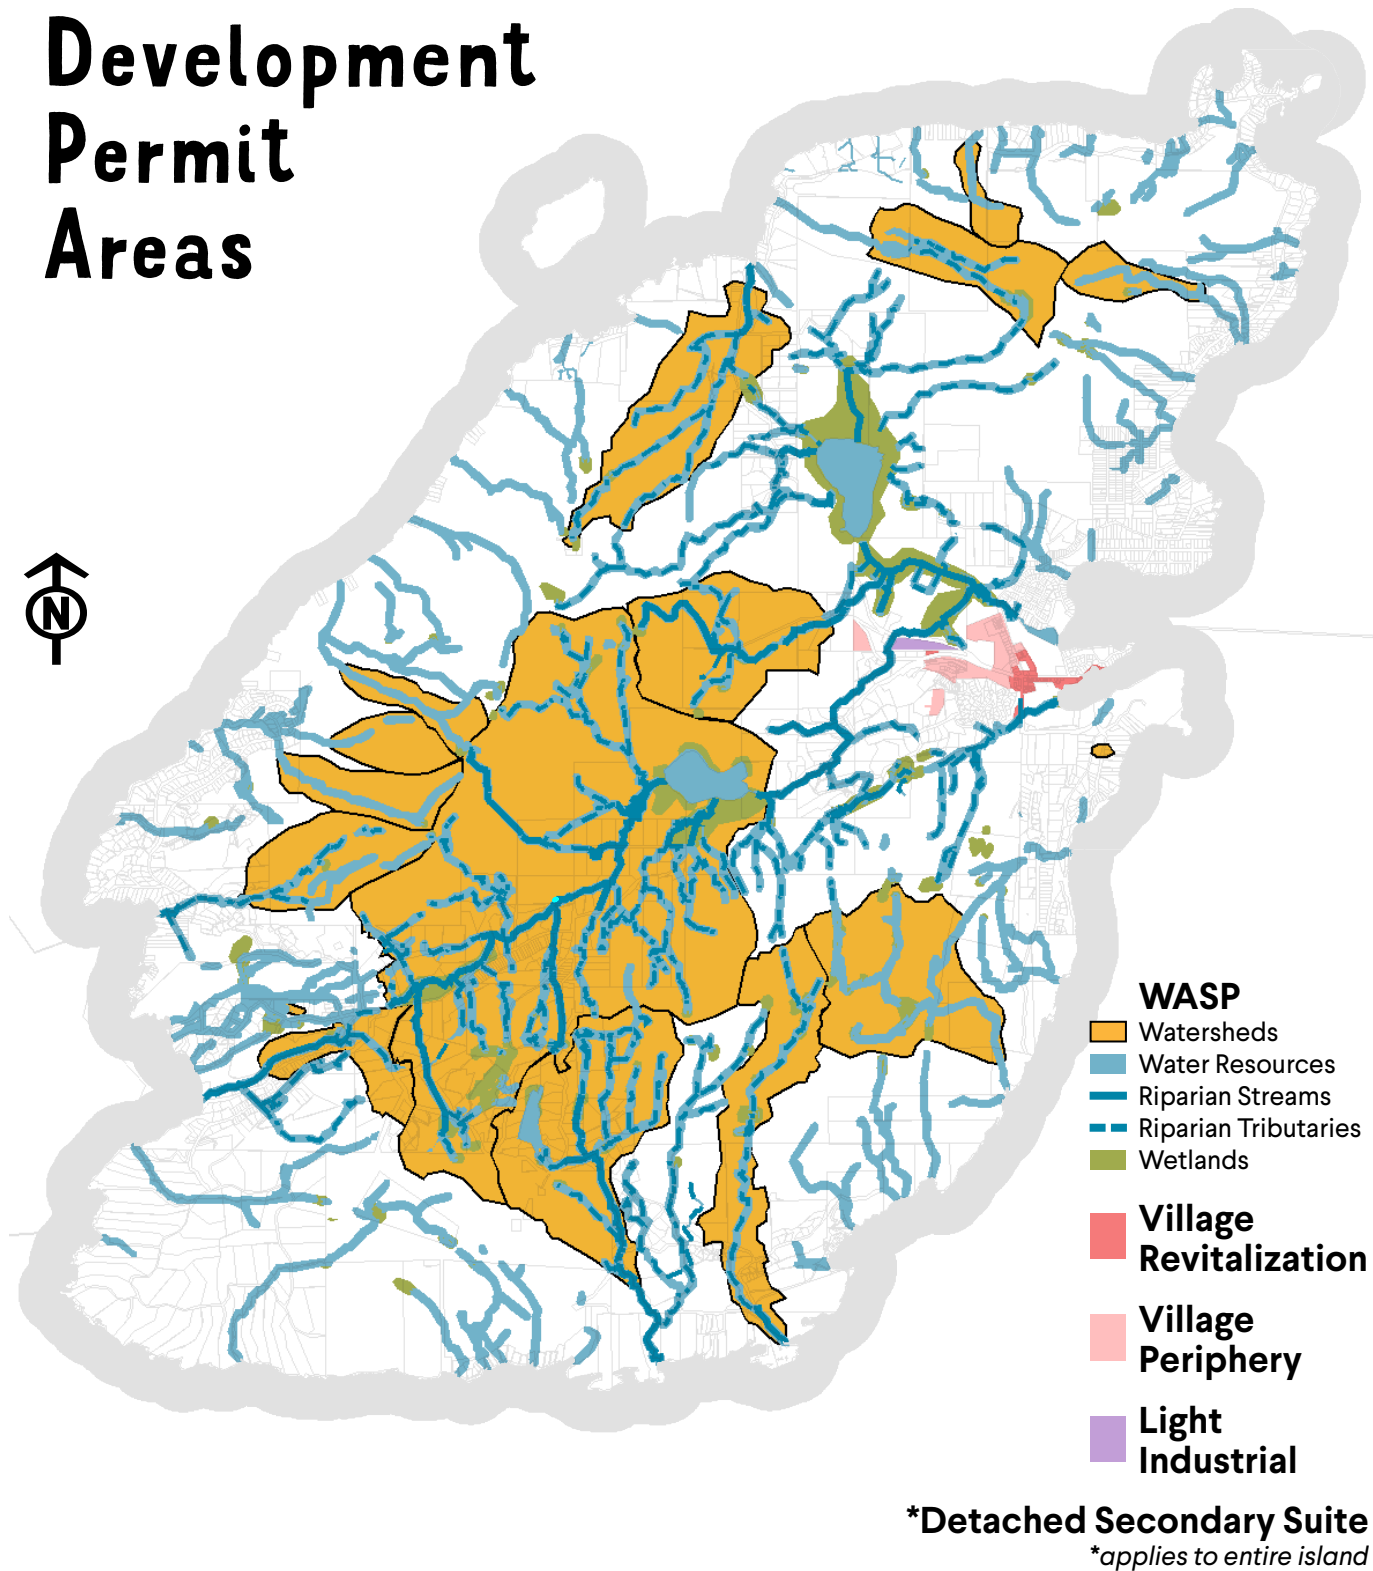 Development
Permit
Areas
N
WASP
Watersheds
Water Resources
Riparian Streams
Riparian Tributaries
Wetlands
Village
Revitalization
Village
Periphery
Light
Industrial
*Detached Secondary Suite
*applies to entire island